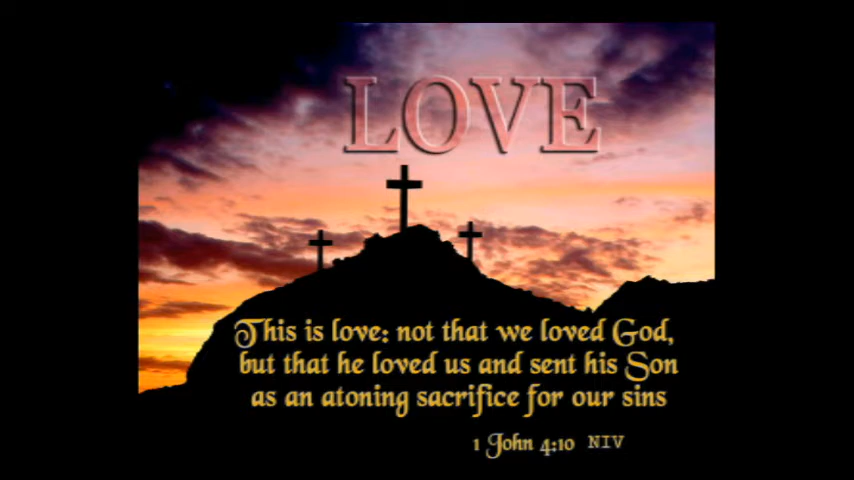 LOVE
This is love: not that we loved God,
but that he loved us and sent his Son
as an atoning sacrifice for our sins
1 John 4:10 NIV